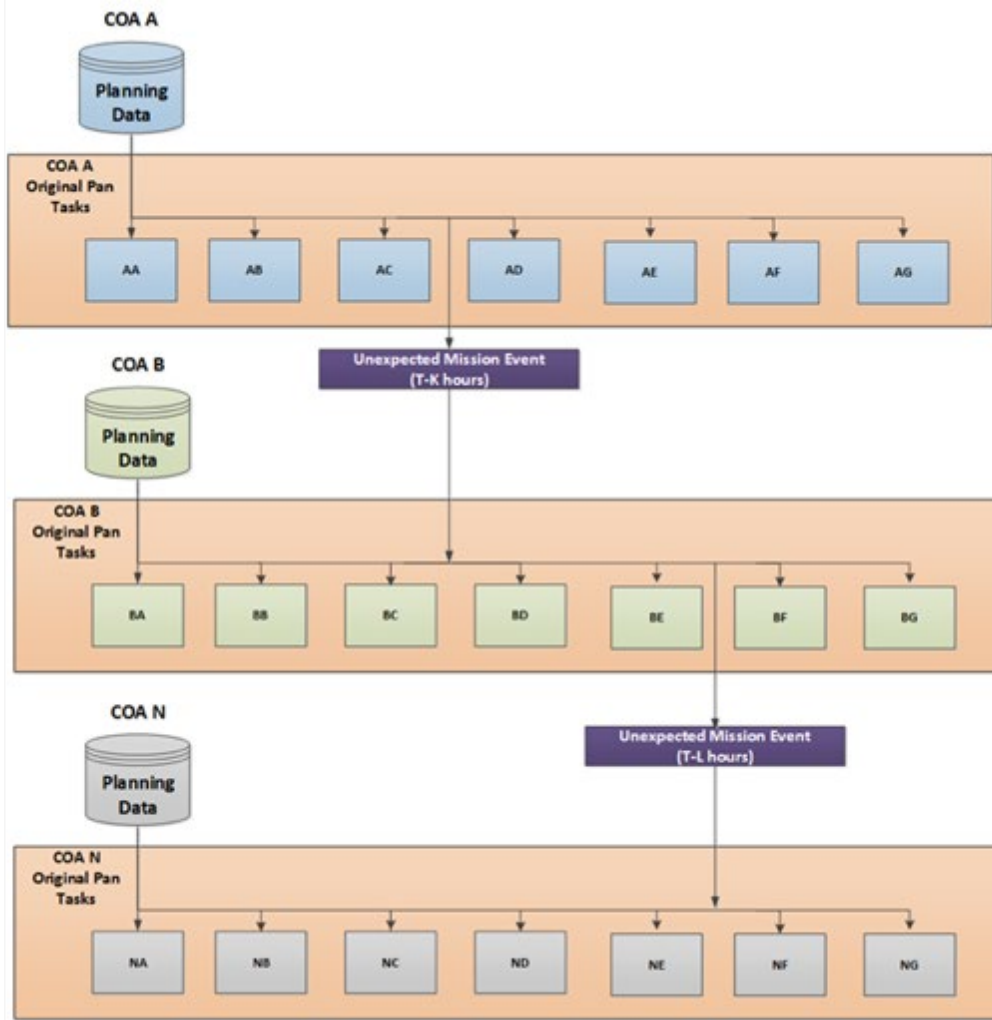 COA A
Planning
Data
COA A
Original Pan
Tasks
AA
AB
AC
AD
AE
AF
AG
Unexpected Mission Event
(T-K hours)
COA B
Planning
Data
COA B
Original Pan
Tasks
BA
BB
BC
BD
BE
BF
BG
Unexpected Mission Event
(T-L hours)
COA N
Planning
Data
COA N
Original Pan
Tasks
NA
NB
NC
ND
NE
NF
NG